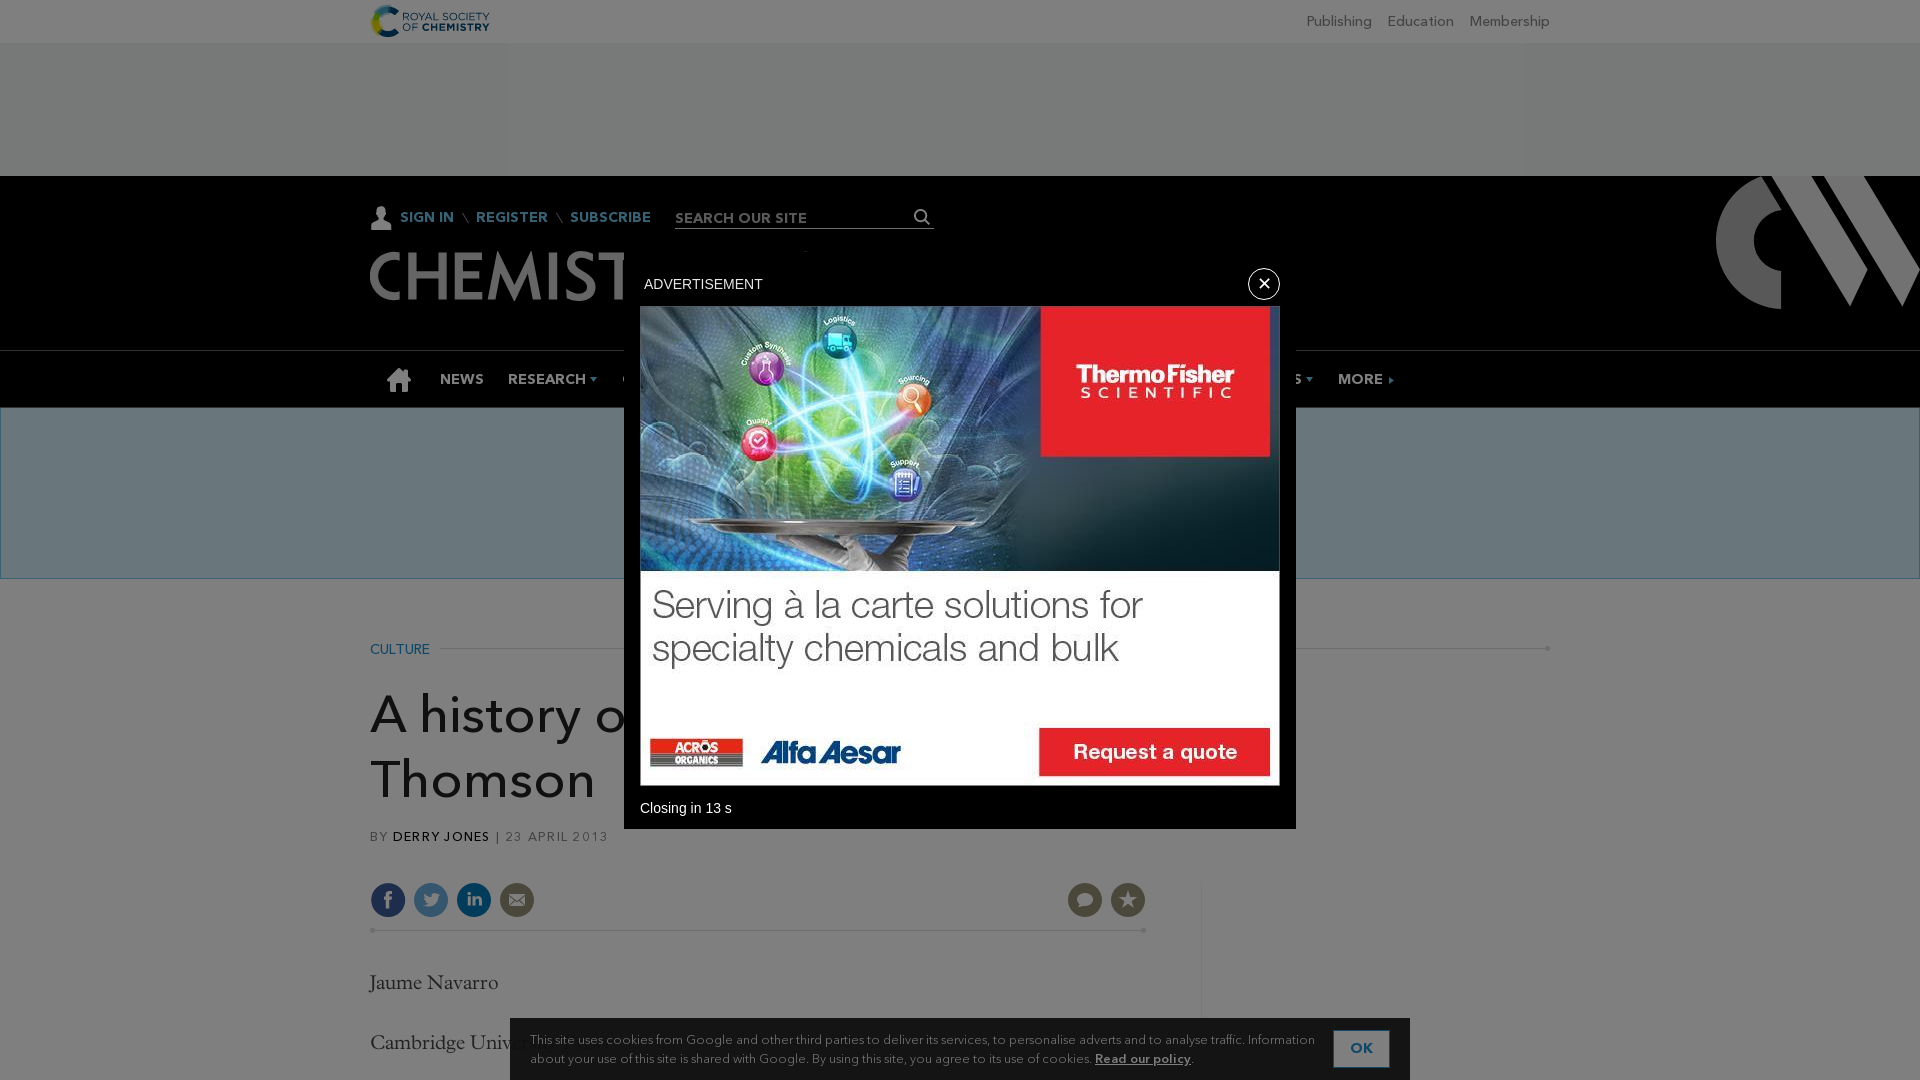 ROYAL SOCIETY
OF CHEMISTRY
Publishing Education Membership
SIGN IN \ REGISTER \ SUBSCRIBE
SEARCH OUR SITE
CHEMIST
ADVERTISEMENT
×
NEWS RESEARCH
MORE
Logistics
Custom Synthesis
Sourcing
Quality
Support
ThermoFisher
SCIENTIFIC
Serving à la carte solutions for
specialty chemicals and bulk
ACROS
ORGANICS
Alfa Aesar
Request a quote
Closing in 13 s
CULTURE
A history
Thomson
BY DERRY JONES | 23 APRIL 2013
Jaume Navarro
Cambridge
This site uses cookies from Google and other third parties to deliver its services, to personalise adverts and to analyse traffic. Information
about your use of this site is shared with Google. By using this site, you agree to its use of cookies. Read our policy.
OK